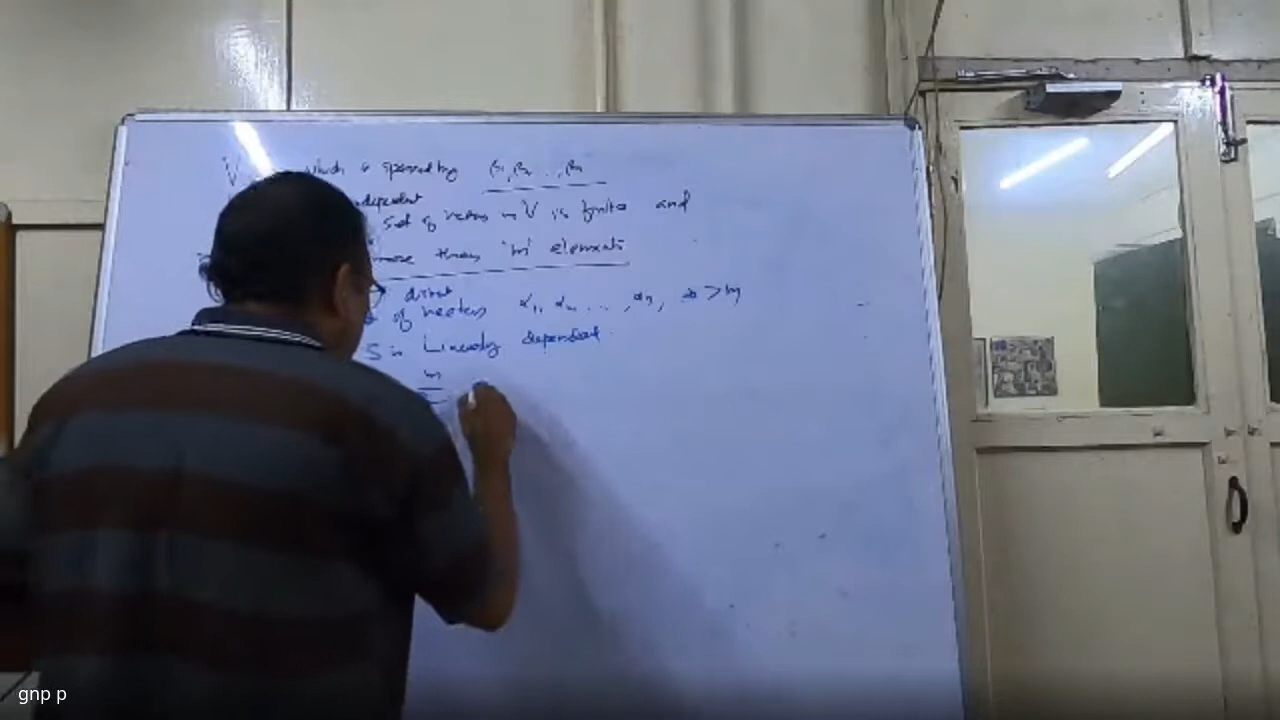 V which is spanned by β1, β2, ..., βm
independent
set of vectors in V is finite and
more than 'm' elements
distinct
of vectors α1, α2, ..., αn, n > m
S is Linearly dependent.
m
gnp p